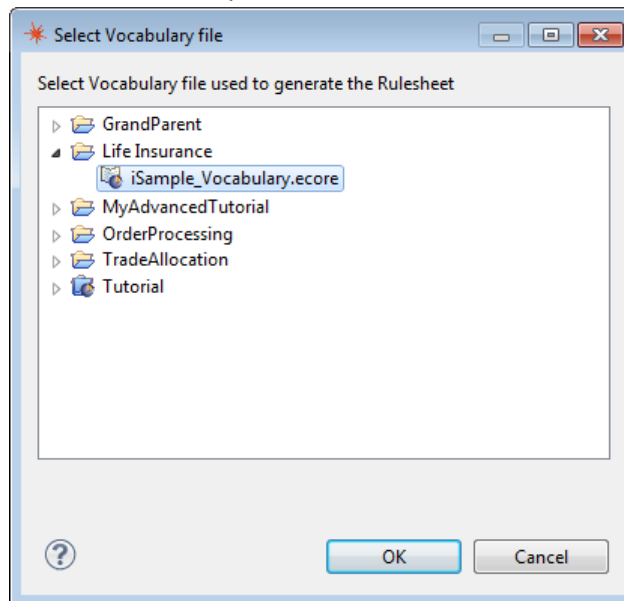 Select Vocabulary file
Select Vocabulary file used to generate the Rulesheet
GrandParent
Life Insurance
iSample_Vocabulary.ecore
MyAdvancedTutorial
OrderProcessing
TradeAllocation
Tutorial
?
OK Cancel